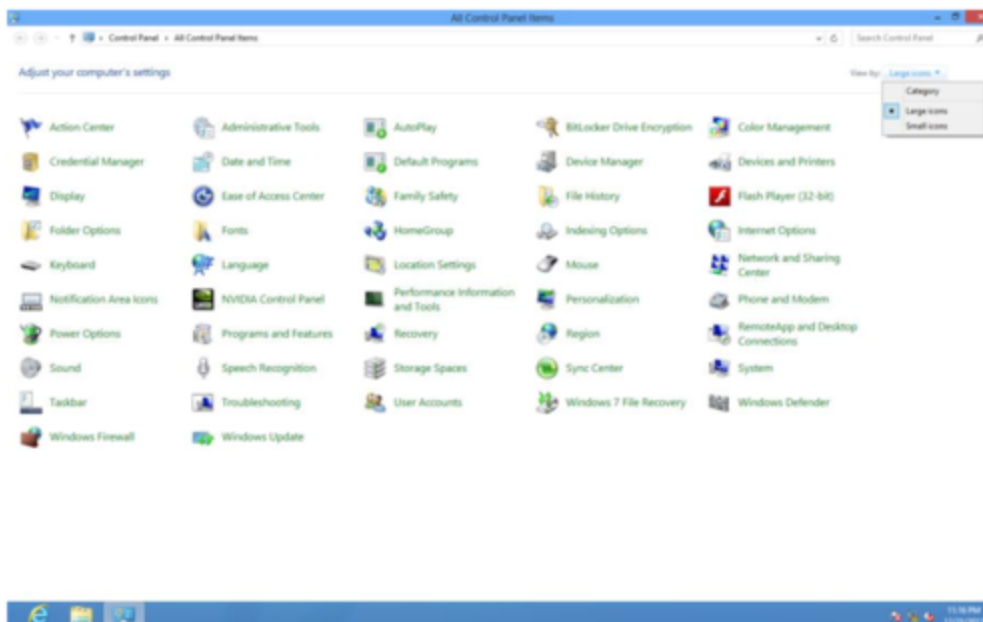 All Control Panel Items
Control Panel All Control Panel Items
Search Control Panel
Adjust your computer's settings
View by: Large icons
Category
Large icons
Small icons
Action Center Administrative Tools AutoPlay BitLocker Drive Encryption Color Management
Credential Manager Date and Time Default Programs Device Manager Devices and Printers
Display Ease of Access Center Family Safety File History Flash Player (32-bit)
Folder Options Fonts HomeGroup Indexing Options Internet Options
Keyboard Language Location Settings Mouse Network and Sharing
Center
Notification Area Icons NVIDIA Control Panel Performance Information
and Tools Personalization Phone and Modem
Power Options Programs and Features Recovery Region RemoteApp and Desktop
Connections
Sound Speech Recognition Storage Spaces Sync Center System
Taskbar Troubleshooting User Accounts Windows 7 File Recovery Windows Defender
Windows Firewall Windows Update
11:16 PM